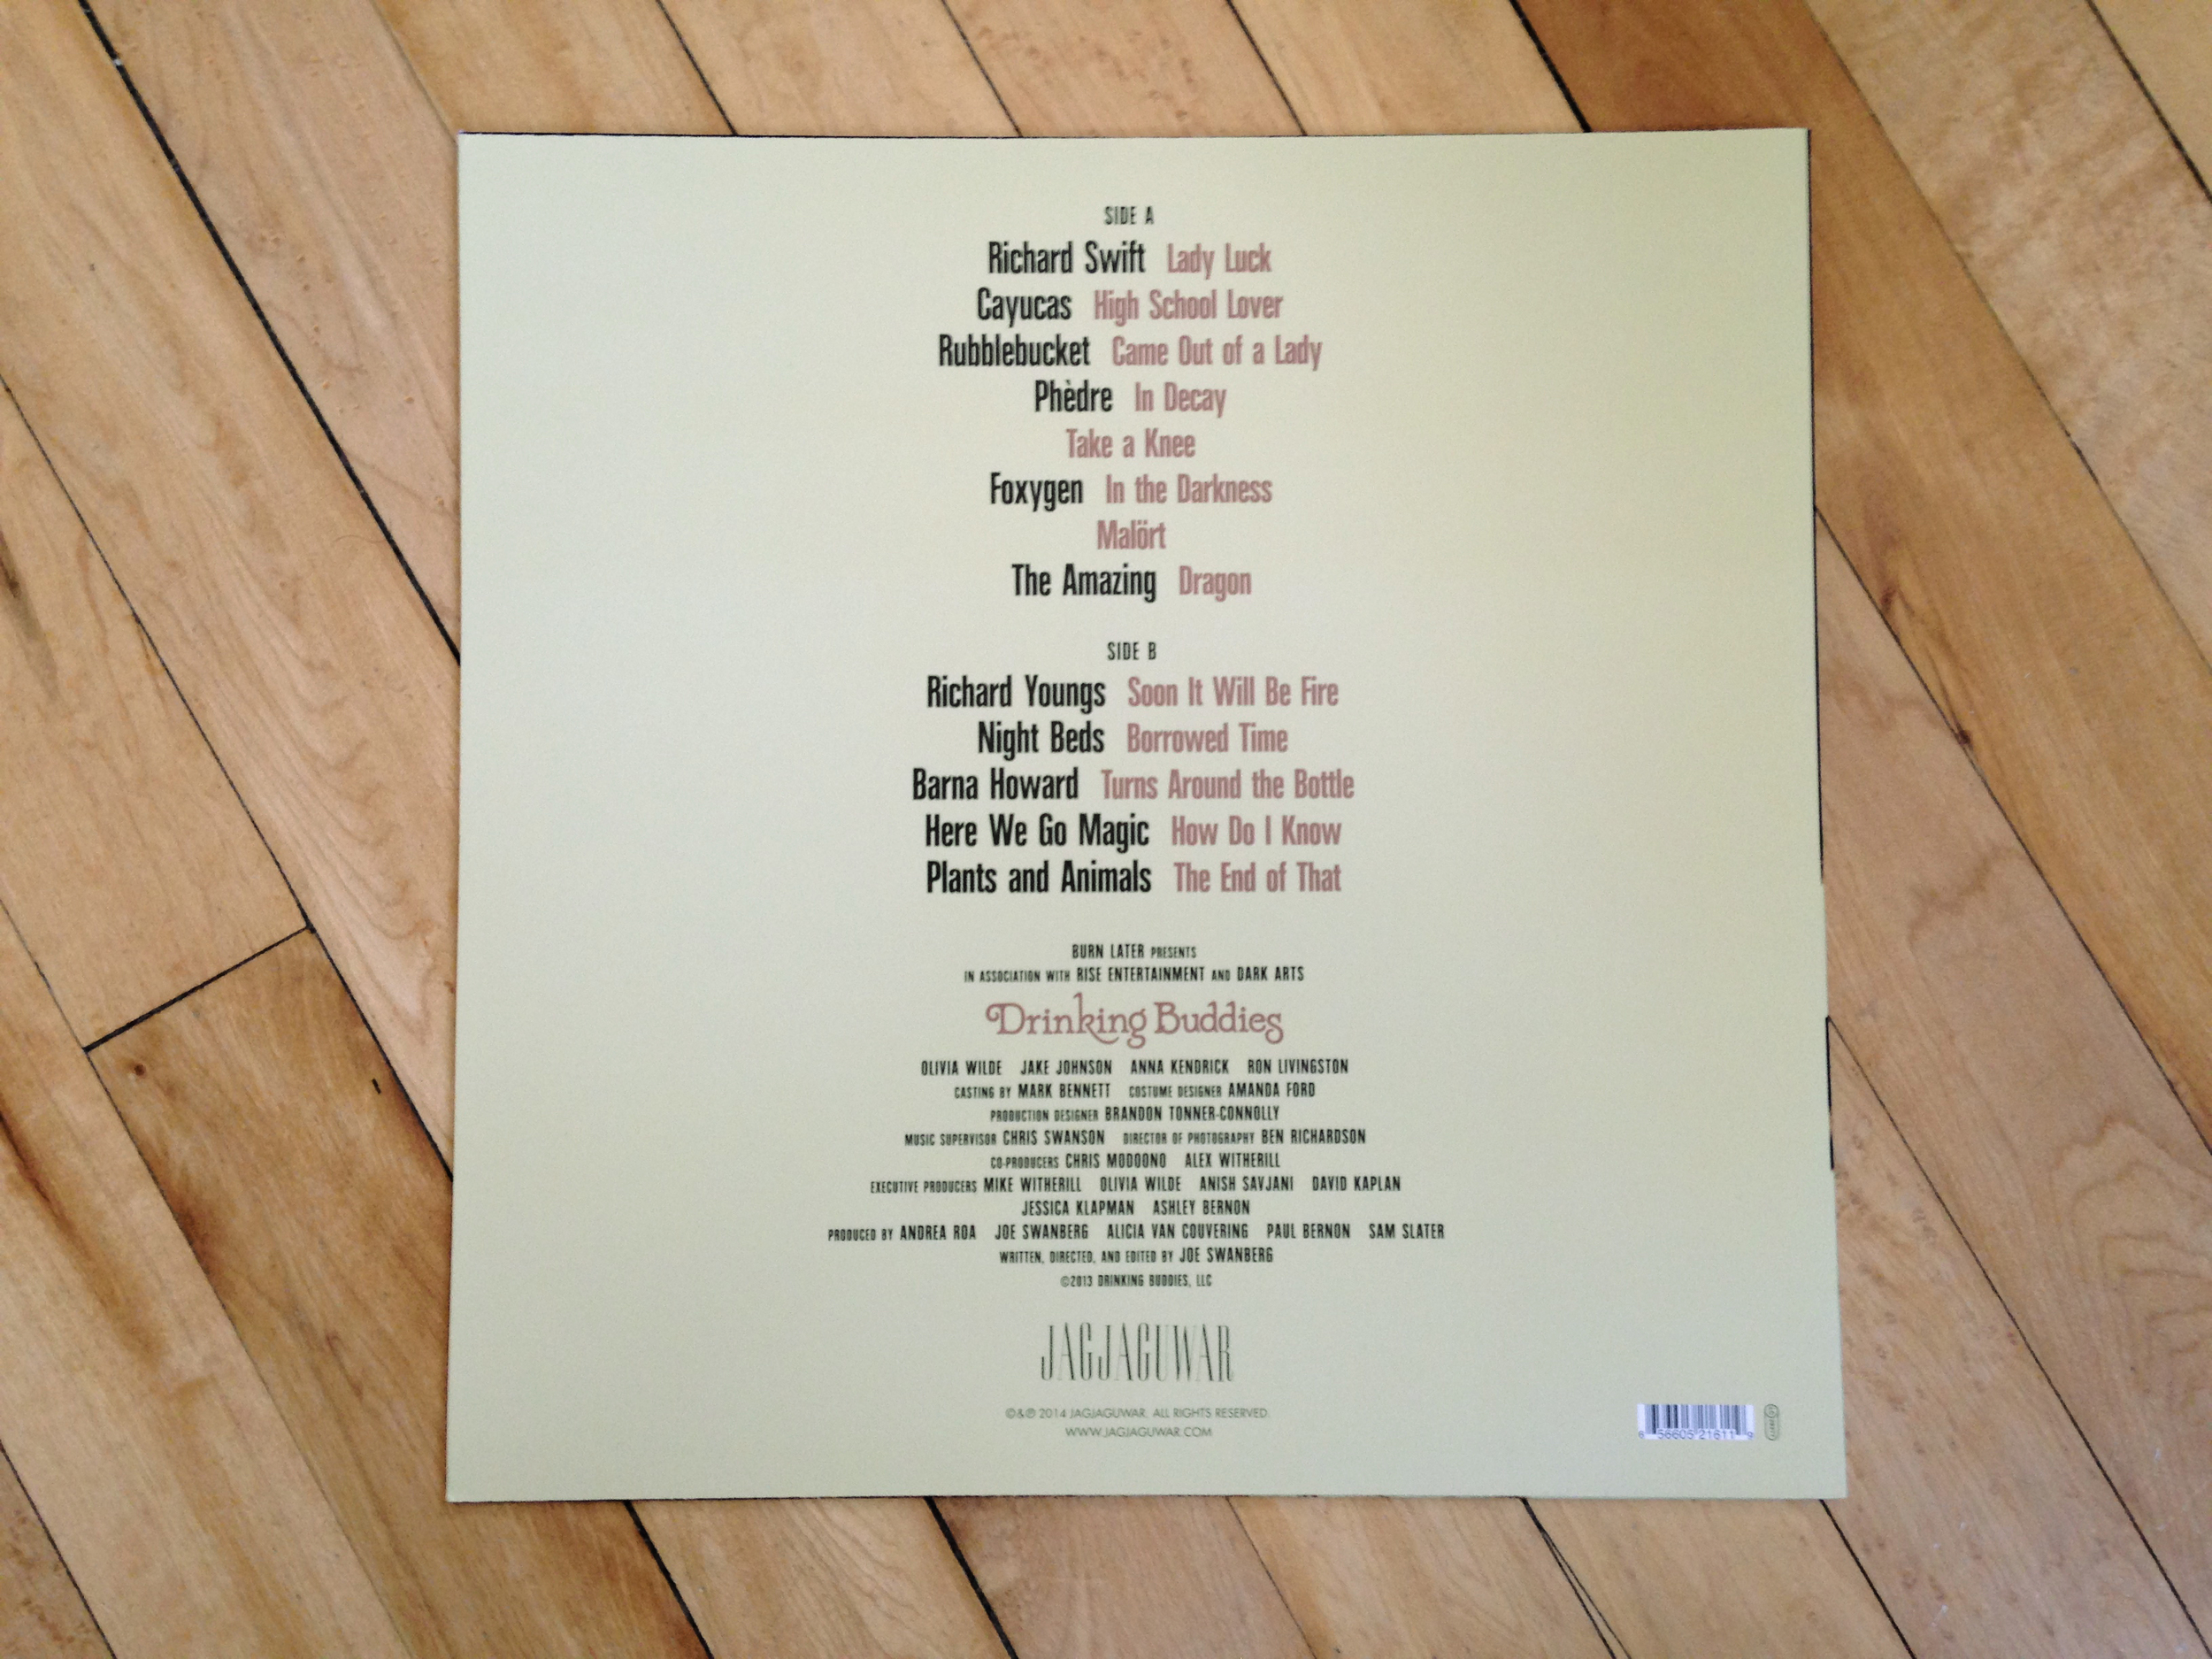 SIDE A
Richard Swift Lady Luck
Cayucas High School Lover
Rubblebucket Came Out of a Lady
Phèdre In Decay
Take a Knee
Foxygen In the Darkness
Malört
The Amazing Dragon
SIDE B
Richard Youngs Soon It Will Be Fire
Night Beds Borrowed Time
Barna Howard Turns Around the Bottle
Here We Go Magic How Do I Know
Plants and Animals The End of That
BURN LATER PRESENTS
IN ASSOCIATION WITH RISE ENTERTAINMENT AND DARK ARTS
Drinking Buddies
OLIVIA WILDE JAKE JOHNSON ANNA KENDRICK RON LIVINGSTON
CASTING BY MARK BENNETT COSTUME DESIGNER AMANDA FORD
PRODUCTION DESIGNER BRANDON TONNER-CONNOLLY
MUSIC SUPERVISOR CHRIS SWANSON DIRECTOR OF PHOTOGRAPHY BEN RICHARDSON
CO-PRODUCERS CHRIS MODOONO ALEX WITHERILL
EXECUTIVE PRODUCERS MIKE WITHERILL OLIVIA WILDE ANISH SAVJANI DAVID KAPLAN
JESSICA KLAPMAN ASHLEY BERNON
PRODUCED BY ANDREA ROA JOE SWANBERG ALICIA VAN COUVERING PAUL BERNON SAM SLATER
WRITTEN, DIRECTED, AND EDITED BY JOE SWANBERG
©2013 DRINKING BUDDIES, LLC
JAGJAGUWAR
©&℗ 2014 JAGJAGUWAR. ALL RIGHTS RESERVED.
WWW.JAGJAGUWAR.COM
6 56605 21611 9